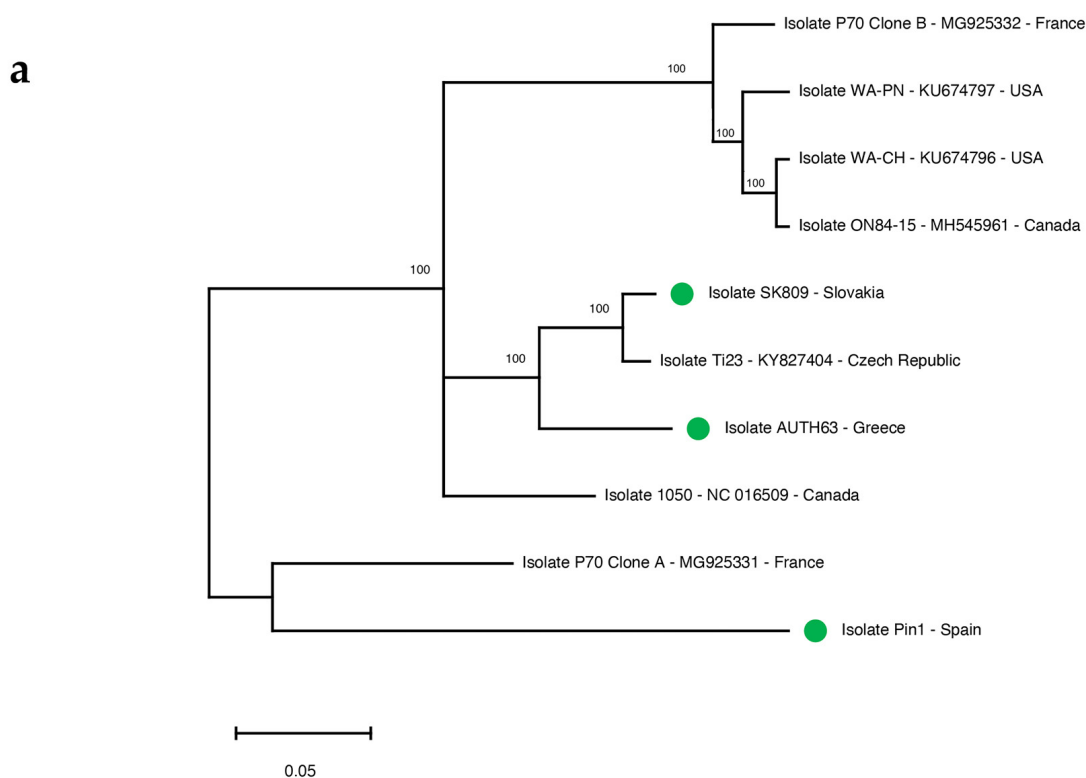 a
Isolate P70 Clone B - MG925332 - France
100
Isolate WA-PN - KU674797 - USA
100
Isolate WA-CH - KU674796 - USA
100
Isolate ON84-15 - MH545961 - Canada
100
Isolate SK809 - Slovakia
100
Isolate Ti23 - KY827404 - Czech Republic
100
Isolate AUTH63 - Greece
Isolate 1050 - NC 016509 - Canada
Isolate P70 Clone A - MG925331 - France
Isolate Pin1 - Spain
0.05